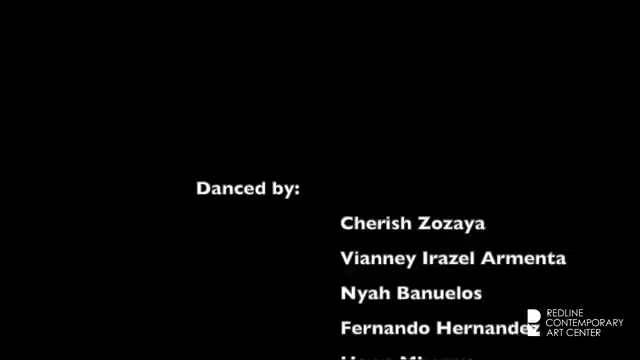 Danced by:
Cherish Zozaya
Vianney Irazel Armenta
Nyah Banuelos
Fernando Hernandez
REDLINE
CONTEMPORARY
ART CENTER